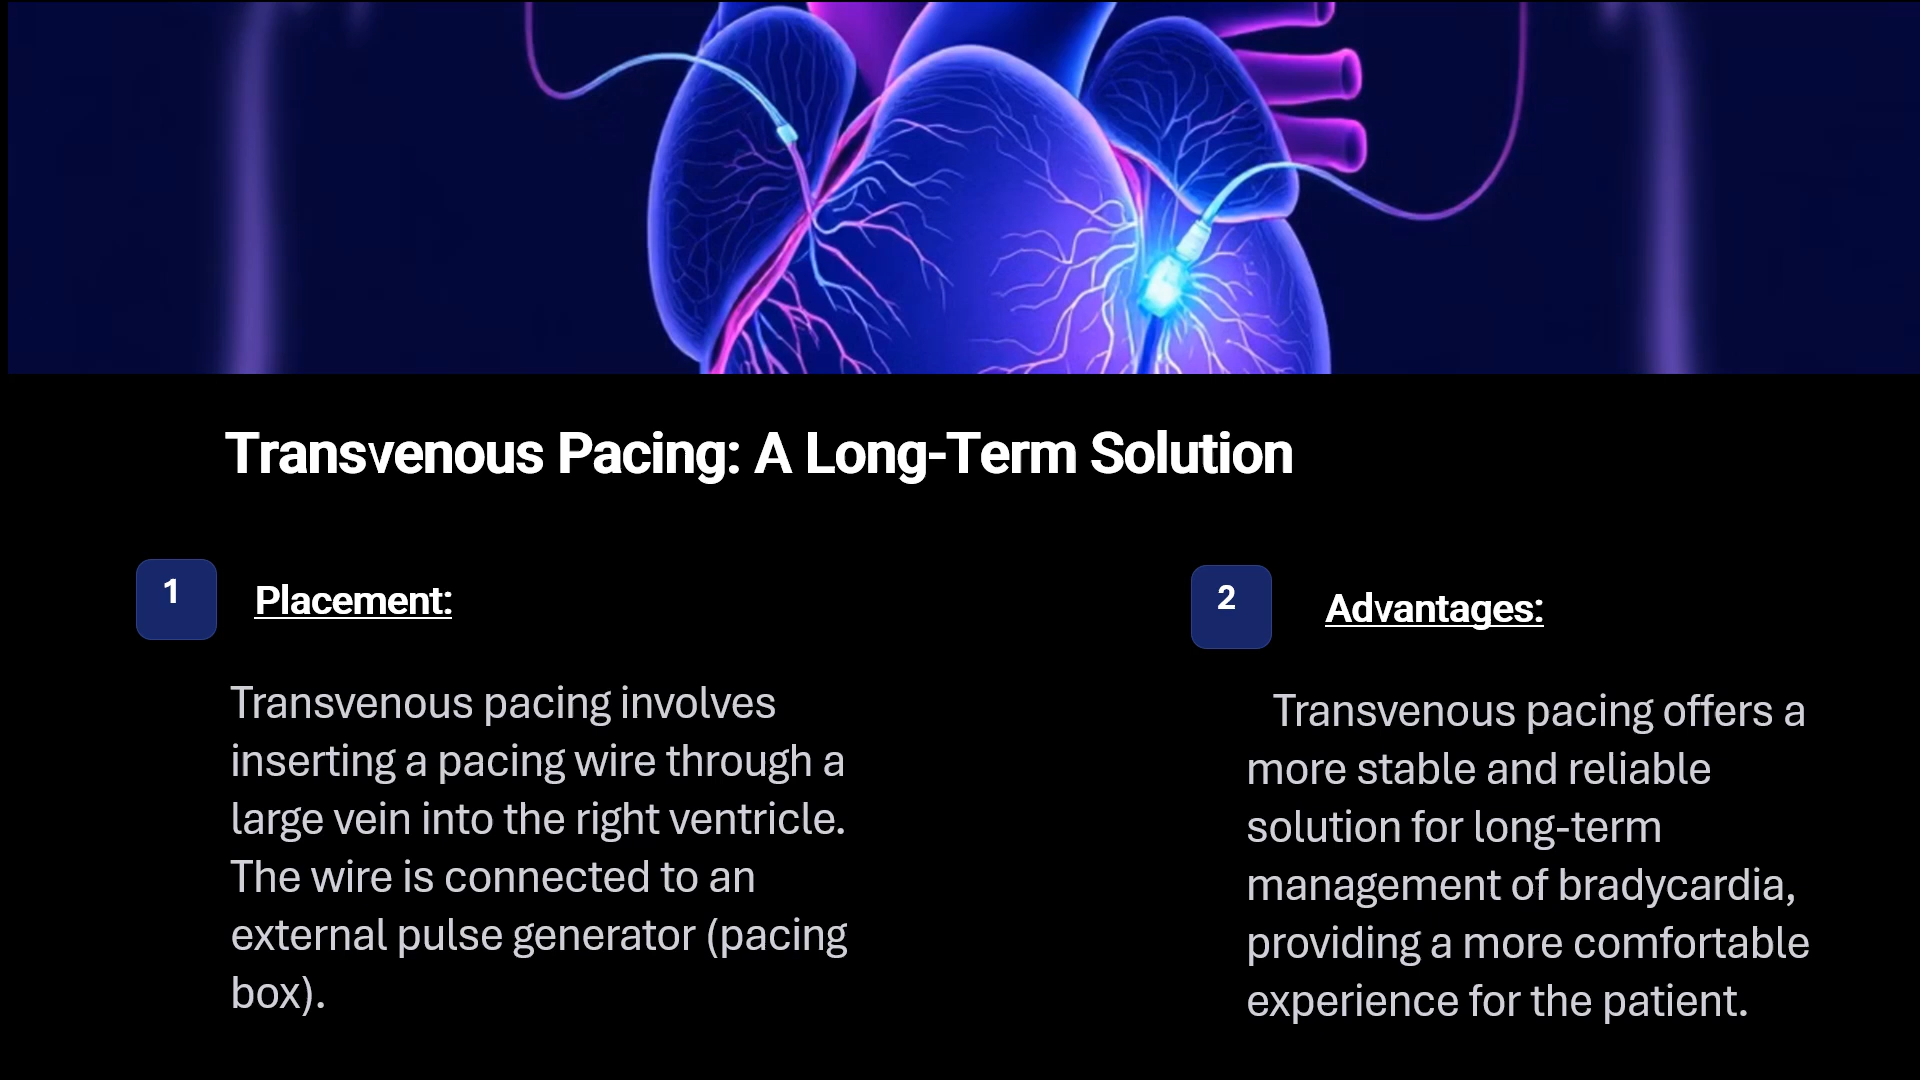 Transvenous Pacing: A Long-Term Solution
1
Placement:
Transvenous pacing involves
inserting a pacing wire through a
large vein into the right ventricle.
The wire is connected to an
external pulse generator (pacing
box).
2
Advantages:
Transvenous pacing offers a
more stable and reliable
solution for long-term
management of bradycardia,
providing a more comfortable
experience for the patient.